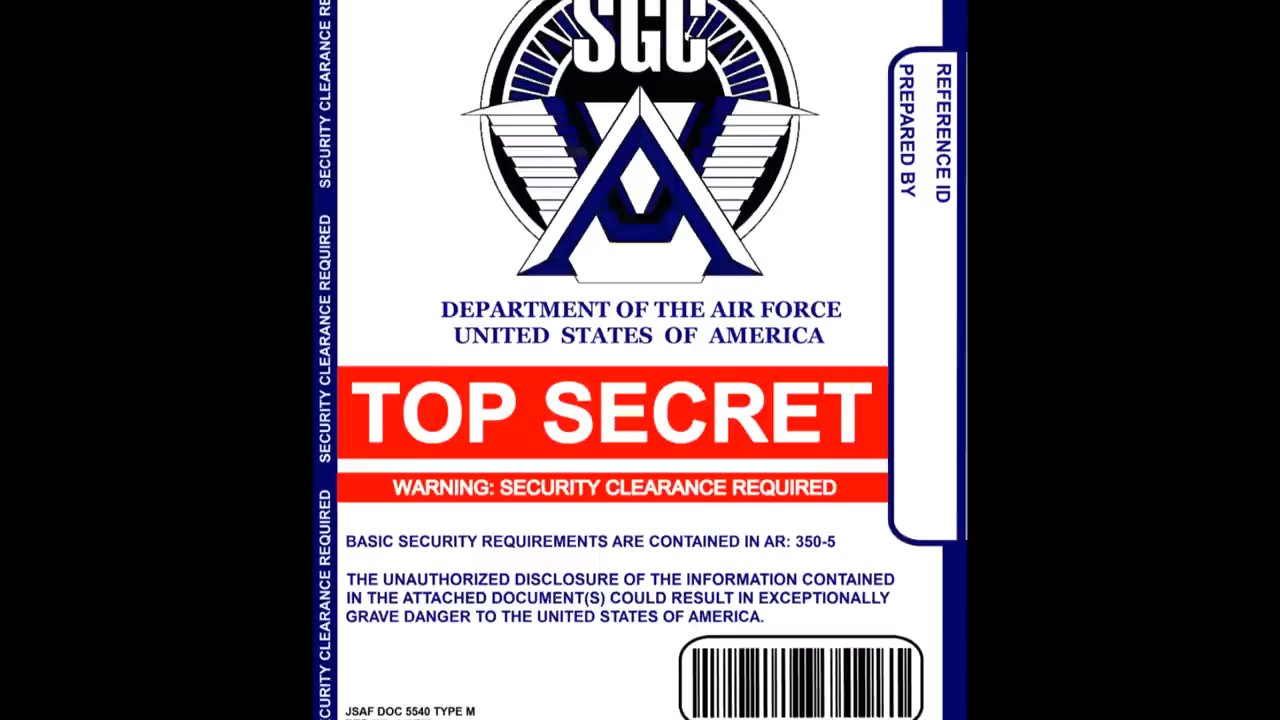 SGC
DEPARTMENT OF THE AIR FORCE
UNITED STATES OF AMERICA
TOP SECRET
WARNING: SECURITY CLEARANCE REQUIRED
BASIC SECURITY REQUIREMENTS ARE CONTAINED IN AR: 350-5
THE UNAUTHORIZED DISCLOSURE OF THE INFORMATION CONTAINED
IN THE ATTACHED DOCUMENT(S) COULD RESULT IN EXCEPTIONALLY
GRAVE DANGER TO THE UNITED STATES OF AMERICA.
JSAF DOC 5540 TYPE M
REFERENCE ID
PREPARED BY
SECURITY CLEARANCE RE
SECURITY CLEARANCE REQUIRED
CURITY CLEARANCE REQUIRED